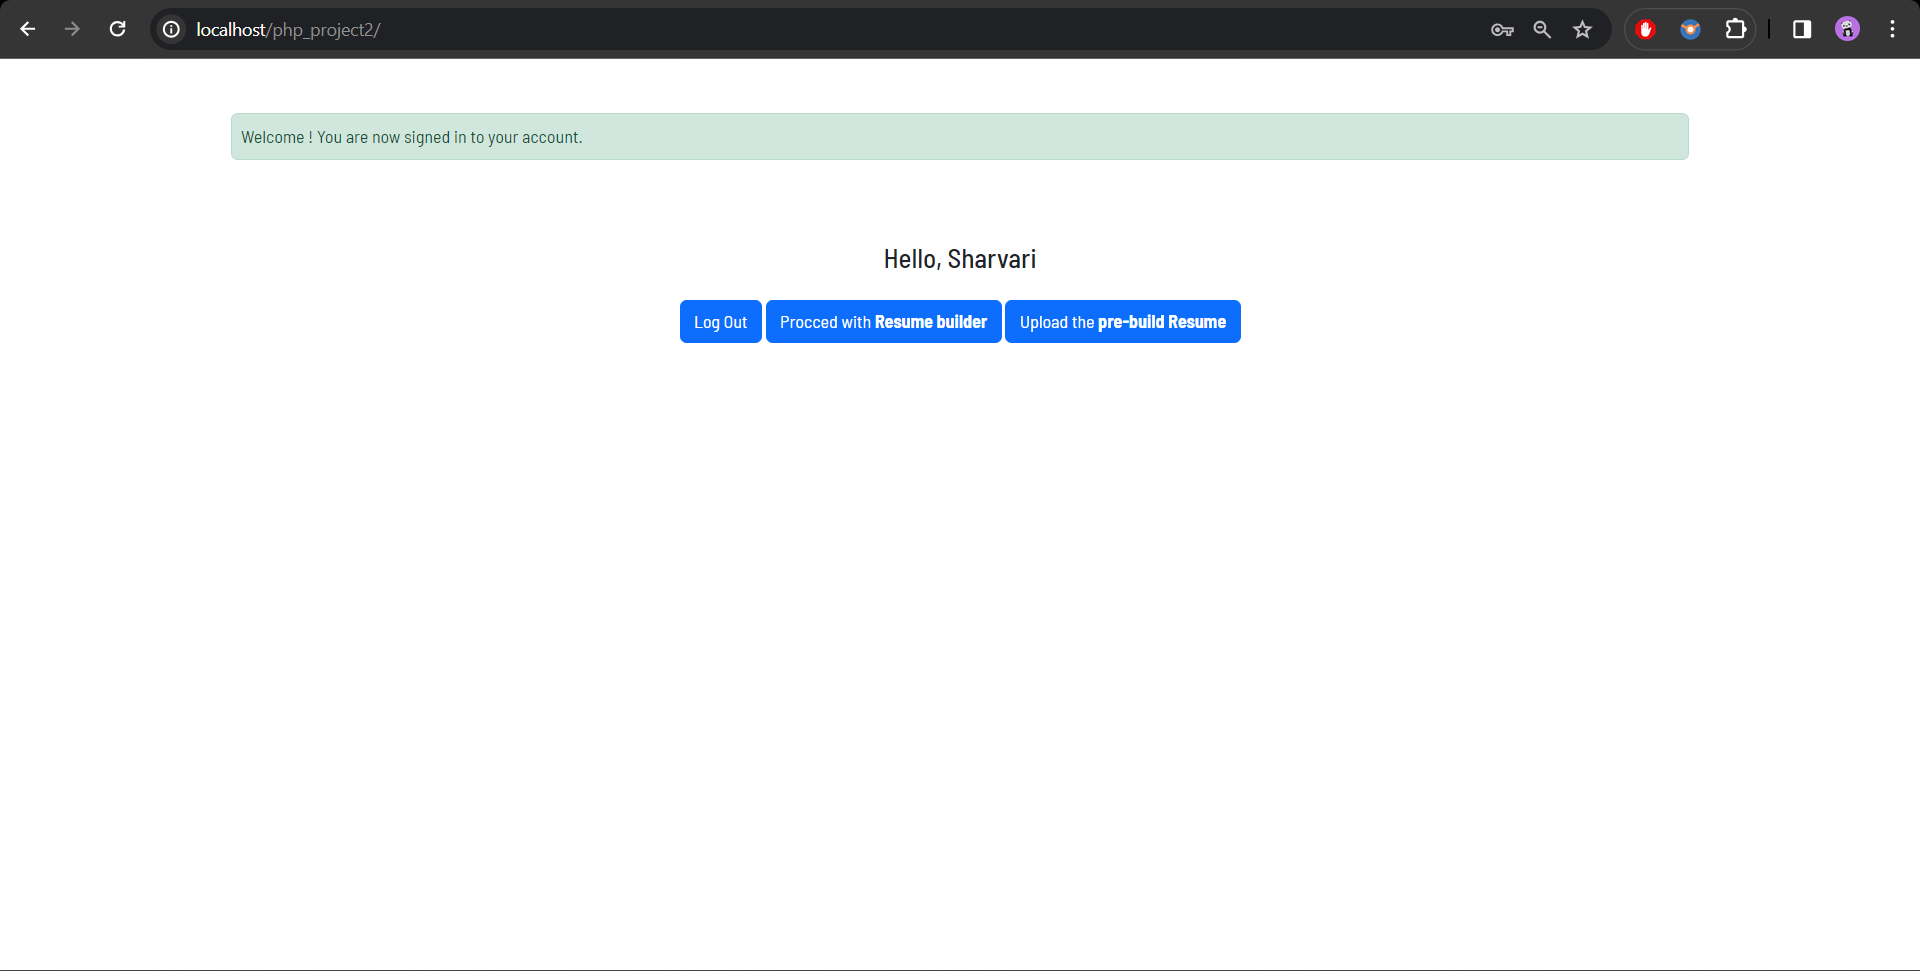 localhost/php_project2/
Welcome ! You are now signed in to your account.
Hello, Sharvari
Log Out Procced with Resume builder Upload the pre-build Resume